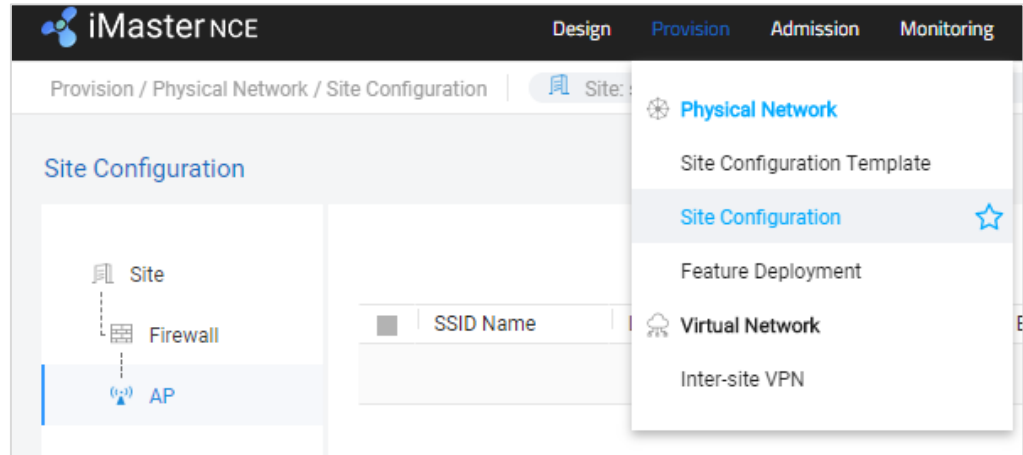 iMaster NCE Design Provision Admission Monitoring
Provision / Physical Network / Site Configuration Site:
Physical Network
Site Configuration Template
Site Configuration
Feature Deployment
Virtual Network
Inter-site VPN
Site Configuration
Site
Firewall
AP
SSID Name